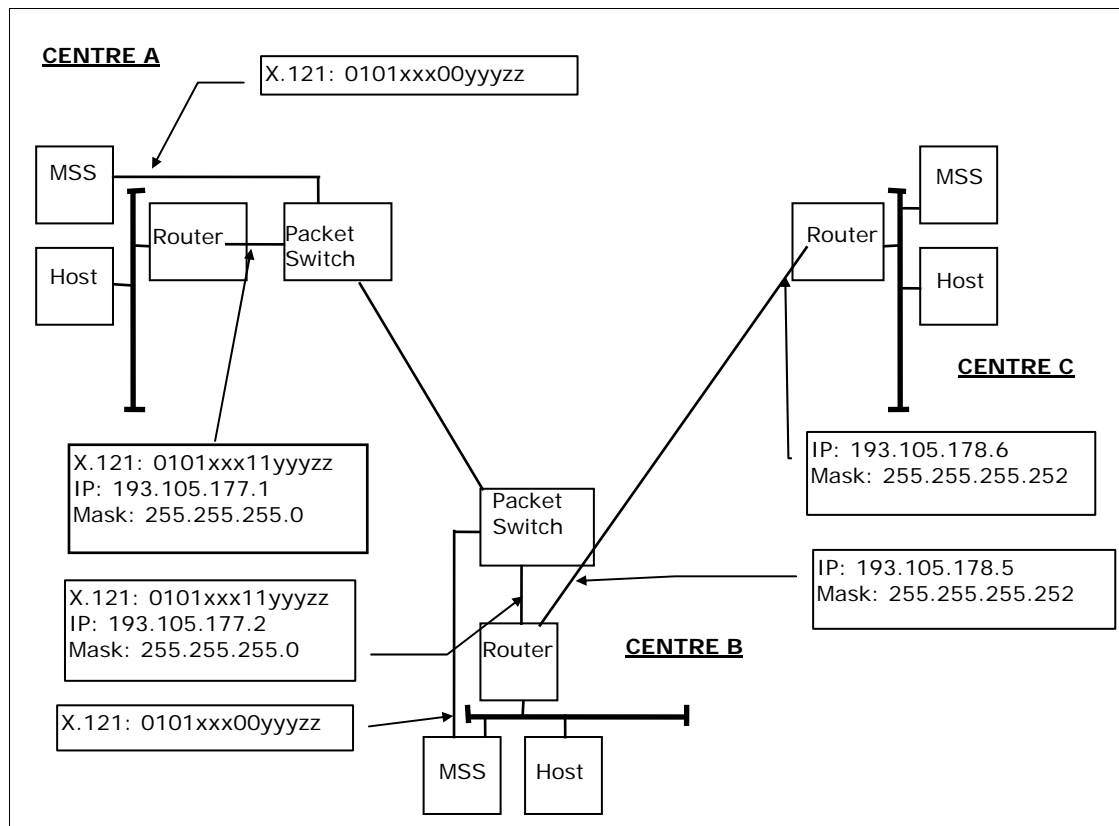 CENTRE A
X.121: 0101xxx00yyyzz
MSS
Router
Packet
Switch
Host
MSS
Router
Host
CENTRE C
X.121: 0101xxx11yyyzz
IP: 193.105.177.1
Mask: 255.255.255.0
IP: 193.105.178.6
Mask: 255.255.255.252
Packet
Switch
X.121: 0101xxx11yyyzz
IP: 193.105.177.2
Mask: 255.255.255.0
IP: 193.105.178.5
Mask: 255.255.255.252
Router
CENTRE B
X.121: 0101xxx00yyyzz
MSS
Host